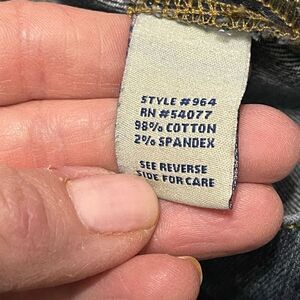 STYLE #964
RN #54077
98% COTTON
2% SPANDEX
SEE REVERSE
SIDE FOR CARE